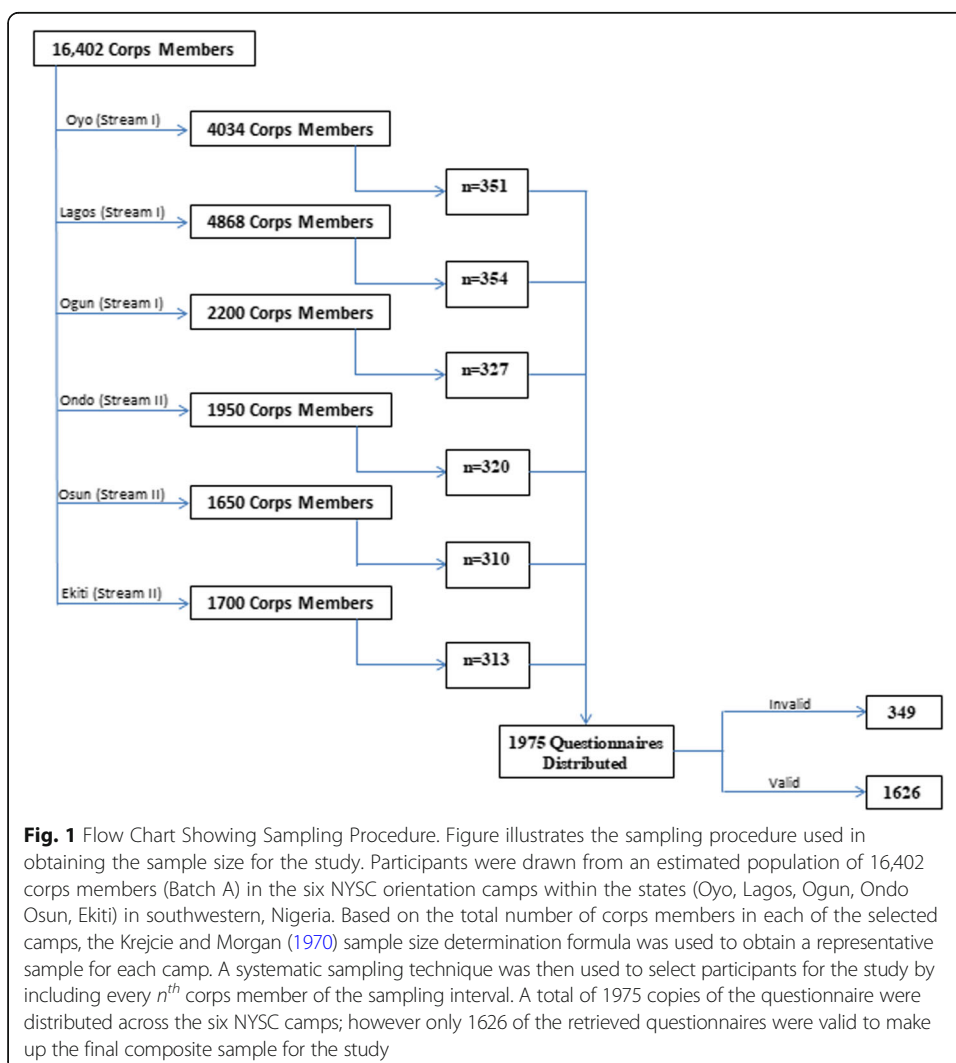 16,402 Corps Members
Oyo (Stream I)
4034 Corps Members
n=351
Lagos (Stream I)
4868 Corps Members
n=354
Ogun (Stream I)
2200 Corps Members
n=327
Ondo (Stream II)
1950 Corps Members
n=320
Osun (Stream II)
1650 Corps Members
n=310
Ekiti (Stream II)
1700 Corps Members
n=313
1975 Questionnaires
Distributed
Invalid
349
Valid
1626
Fig. 1 Flow Chart Showing Sampling Procedure. Figure illustrates the sampling procedure used in
obtaining the sample size for the study. Participants were drawn from an estimated population of 16,402
corps members (Batch A) in the six NYSC orientation camps within the states (Oyo, Lagos, Ogun, Ondo
Osun, Ekiti) in southwestern, Nigeria. Based on the total number of corps members in each of the selected
camps, the Krejcie and Morgan (1970) sample size determination formula was used to obtain a representative
sample for each camp. A systematic sampling technique was then used to select participants for the study by
including every nth corps member of the sampling interval. A total of 1975 copies of the questionnaire were
distributed across the six NYSC camps; however only 1626 of the retrieved questionnaires were valid to make
up the final composite sample for the study